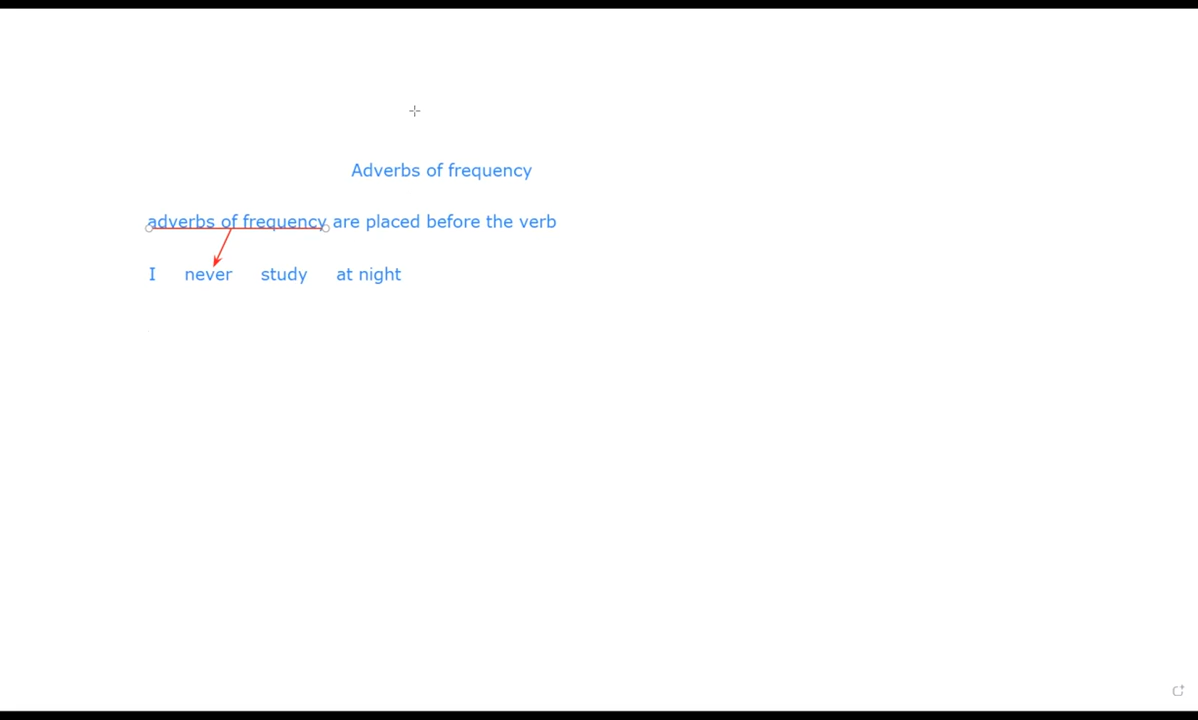 Adverbs of frequency
adverbs of frequency are placed before the verb
I never study at night